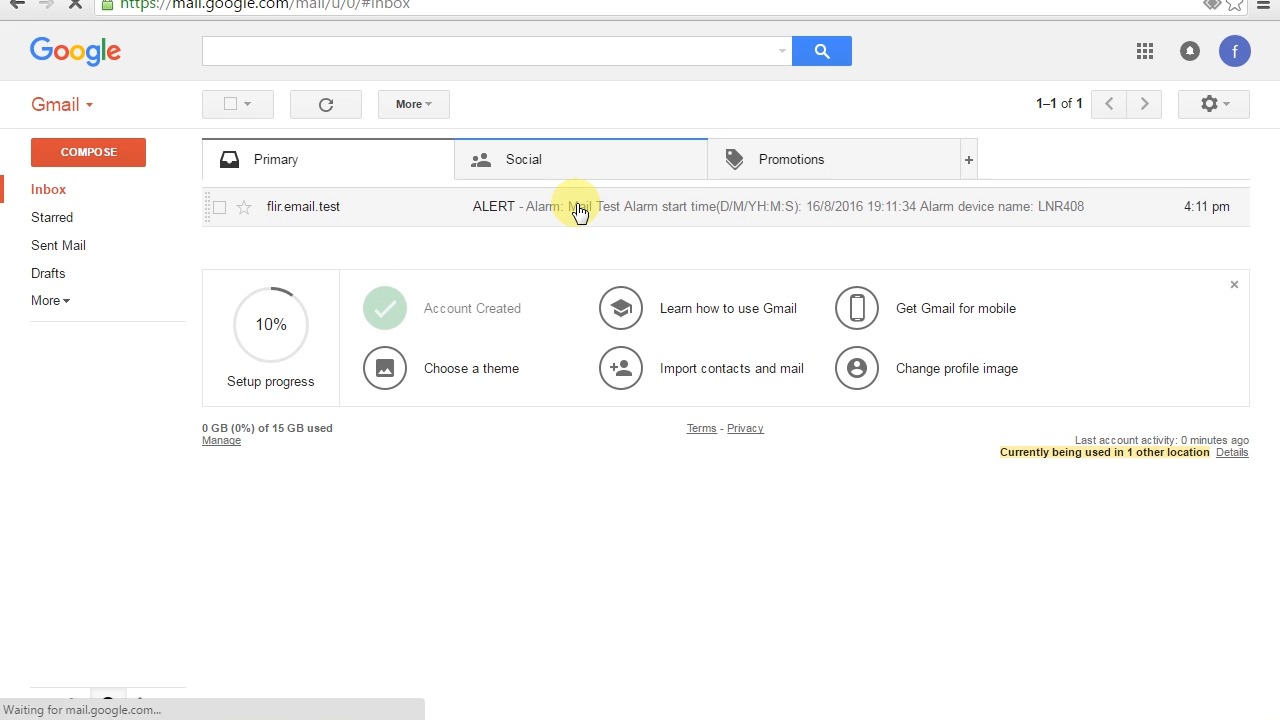 https://mail.google.com/mail/u/0/#inbox
Google
f
Gmail
More
1–1 of 1
COMPOSE
Primary
Social
Promotions
+
Inbox
Starred
Sent Mail
Drafts
More
flir.email.test
ALERT - Alarm: Mail Test Alarm start time(D/M/YH:M:S): 16/8/2016 19:11:34 Alarm device name: LNR408
4:11 pm
10%
Setup progress
Account Created
Learn how to use Gmail
Get Gmail for mobile
Choose a theme
Import contacts and mail
Change profile image
0 GB (0%) of 15 GB used
Manage
Terms - Privacy
Last account activity: 0 minutes ago
Currently being used in 1 other location Details
Waiting for mail.google.com...